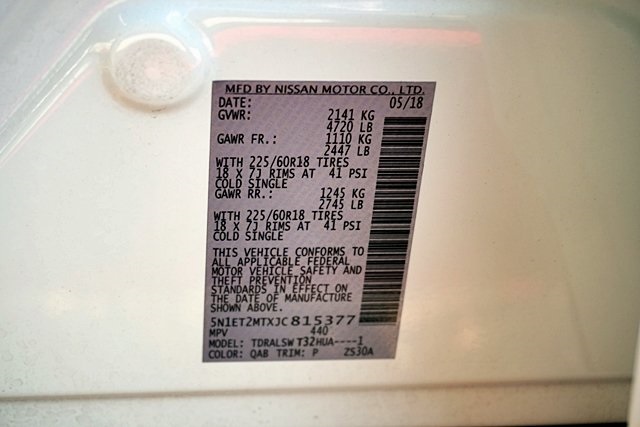 MFD BY NISSAN MOTOR CO., LTD.
DATE: 05/18
GVWR: 2141 KG
4720 LB
GAWR FR.: 1110 KG
2447 LB
WITH 225/60R18 TIRES
18 X 7J RIMS AT 41 PSI
COLD SINGLE
GAWR RR.: 1245 KG
2745 LB
WITH 225/60R18 TIRES
18 X 7J RIMS AT 41 PSI
COLD SINGLE
THIS VEHICLE CONFORMS TO
ALL APPLICABLE FEDERAL
MOTOR VEHICLE SAFETY AND
THEFT PREVENTION
STANDARDS IN EFFECT ON
THE DATE OF MANUFACTURE
SHOWN ABOVE.
5N1ET2MTXJC815377
MPV 440
MODEL: TDRALSW T32HUA----1
COLOR: QAB TRIM: P ZS30A